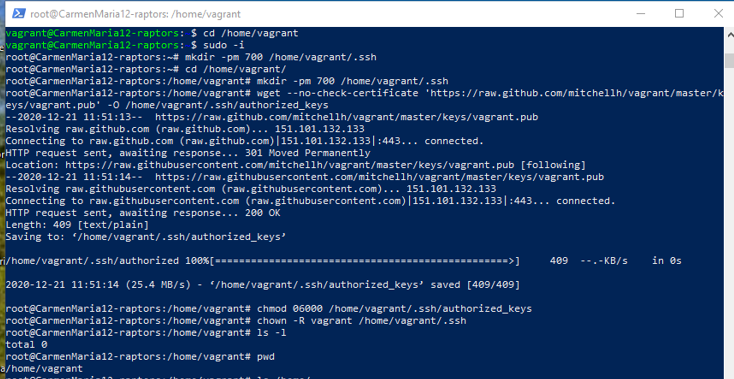 root@CarmenMaria12-raptors: /home/vagrant
vagrant@CarmenMaria12-raptors: $ cd /home/vagrant
vagrant@CarmenMaria12-raptors: $ sudo -i
root@CarmenMaria12-raptors:~# mkdir -pm 700 /home/vagrant/.ssh
root@CarmenMaria12-raptors:~# cd /home/vagrant/
root@CarmenMaria12-raptors:/home/vagrant# mkdir -pm 700 /home/vagrant/.ssh
root@CarmenMaria12-raptors:/home/vagrant# wget --no-check-certificate 'https://raw.github.com/mitchellh/vagrant/master/k
eys/vagrant.pub' -O /home/vagrant/.ssh/authorized_keys
--2020-12-21 11:51:13--  https://raw.github.com/mitchellh/vagrant/master/keys/vagrant.pub
Resolving raw.github.com (raw.github.com)... 151.101.132.133
Connecting to raw.github.com (raw.github.com)|151.101.132.133|:443... connected.
HTTP request sent, awaiting response... 301 Moved Permanently
Location: https://raw.githubusercontent.com/mitchellh/vagrant/master/keys/vagrant.pub [following]
--2020-12-21 11:51:14--  https://raw.githubusercontent.com/mitchellh/vagrant/master/keys/vagrant.pub
Resolving raw.githubusercontent.com (raw.githubusercontent.com)... 151.101.132.133
Connecting to raw.githubusercontent.com (raw.githubusercontent.com)|151.101.132.133|:443... connected.
HTTP request sent, awaiting response... 200 OK
Length: 409 [text/plain]
Saving to: ‘/home/vagrant/.ssh/authorized_keys’
/home/vagrant/.ssh/authorized 100%[=================================================>]     409  --.-KB/s    in 0s
2020-12-21 11:51:14 (25.4 MB/s) - ‘/home/vagrant/.ssh/authorized_keys’ saved [409/409]
root@CarmenMaria12-raptors:/home/vagrant# chmod 06000 /home/vagrant/.ssh/authorized_keys
root@CarmenMaria12-raptors:/home/vagrant# chown -R vagrant /home/vagrant/.ssh
root@CarmenMaria12-raptors:/home/vagrant# ls -l
total 0
root@CarmenMaria12-raptors:/home/vagrant# pwd
/home/vagrant
root@CarmenMaria12-raptors:/home/vagrant# ls /home/